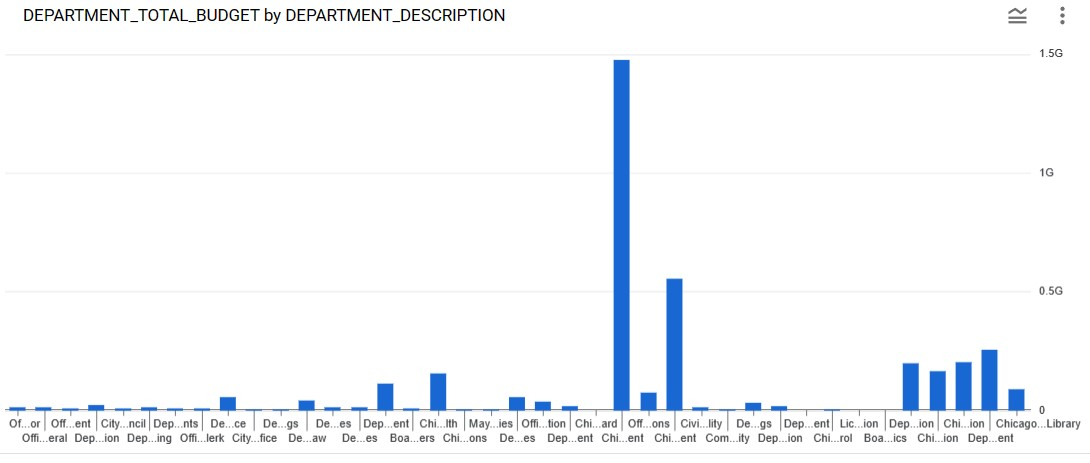 DEPARTMENT_TOTAL_BUDGET by DEPARTMENT_DESCRIPTION
1.5G
1G
0.5G
0
Of...or Off...ent City...ncil Dep...nts De...ce De...gs De...es Dep...ent Chi...lth May...ies Offi...tion Chi...ard Off...ons Civi...lity De...gs Dep...ent Lic...ion Dep...ion Chi...ion Chicago...Library
Offi...eral Dep...ion Dep...ing Offi...lerk City...fice De...aw De...es Boa...ers Chi...ons De...es Dep...ent Chi...ent Chi...ent Com...ity Dep...ion Chi...rol Boa...ics Chi...ion Dep...ent